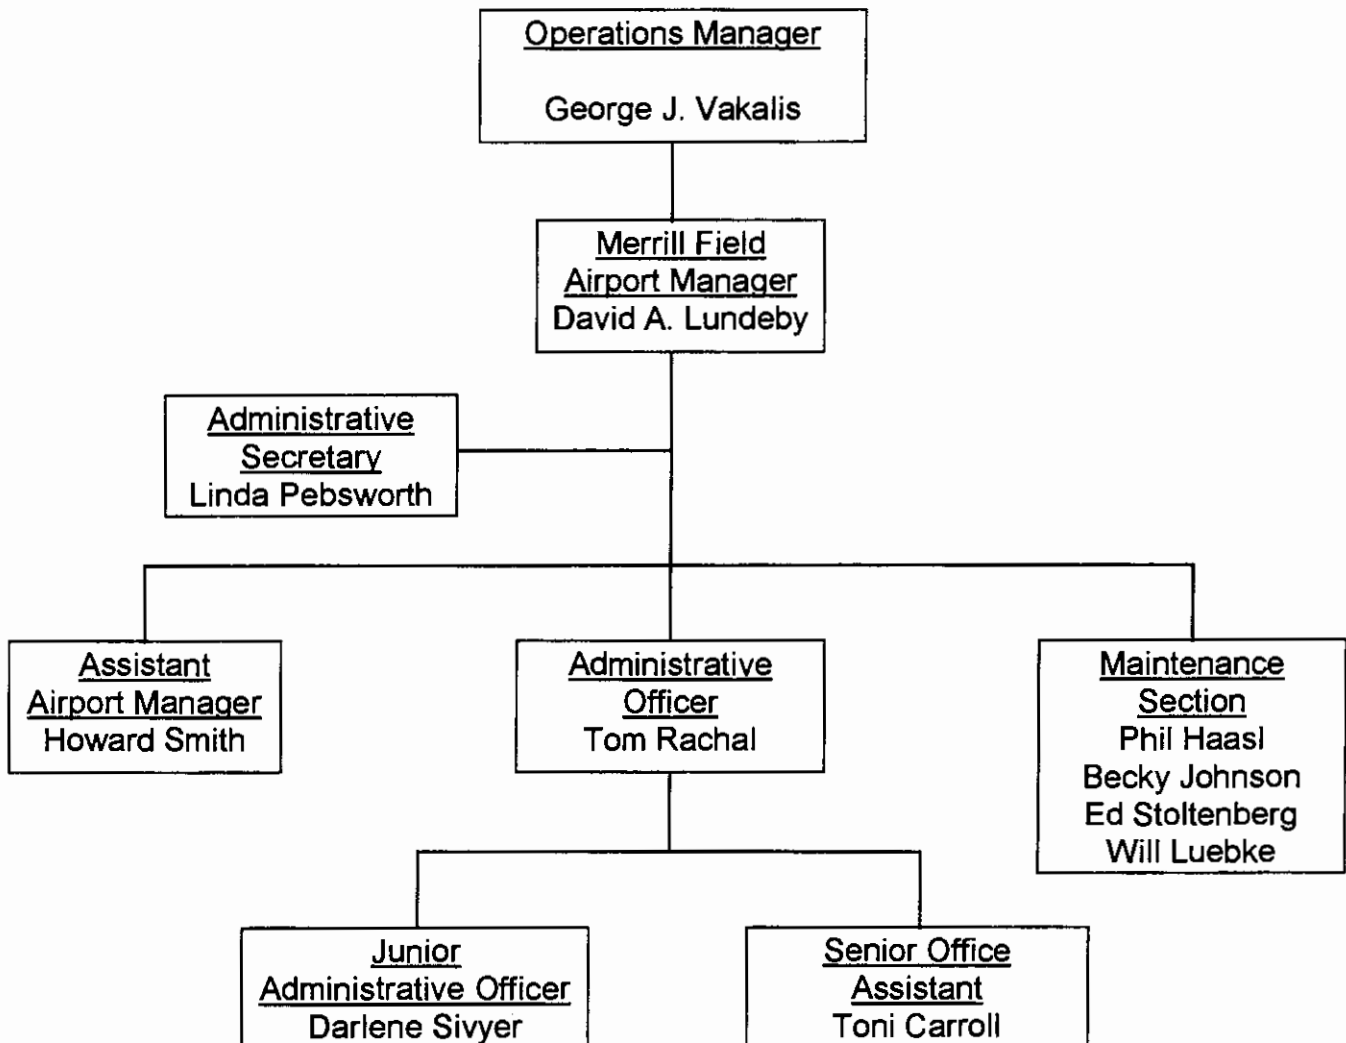 Operations Manager
George J. Vakalis
Merrill Field
Airport Manager
David A. Lundeby
Administrative
Secretary
Linda Pebsworth
Assistant
Airport Manager
Howard Smith
Administrative
Officer
Tom Rachal
Maintenance
Section
Phil Haasl
Becky Johnson
Ed Stoltenberg
Will Luebke
Junior
Administrative Officer
Darlene Sivyer
Senior Office
Assistant
Toni Carroll